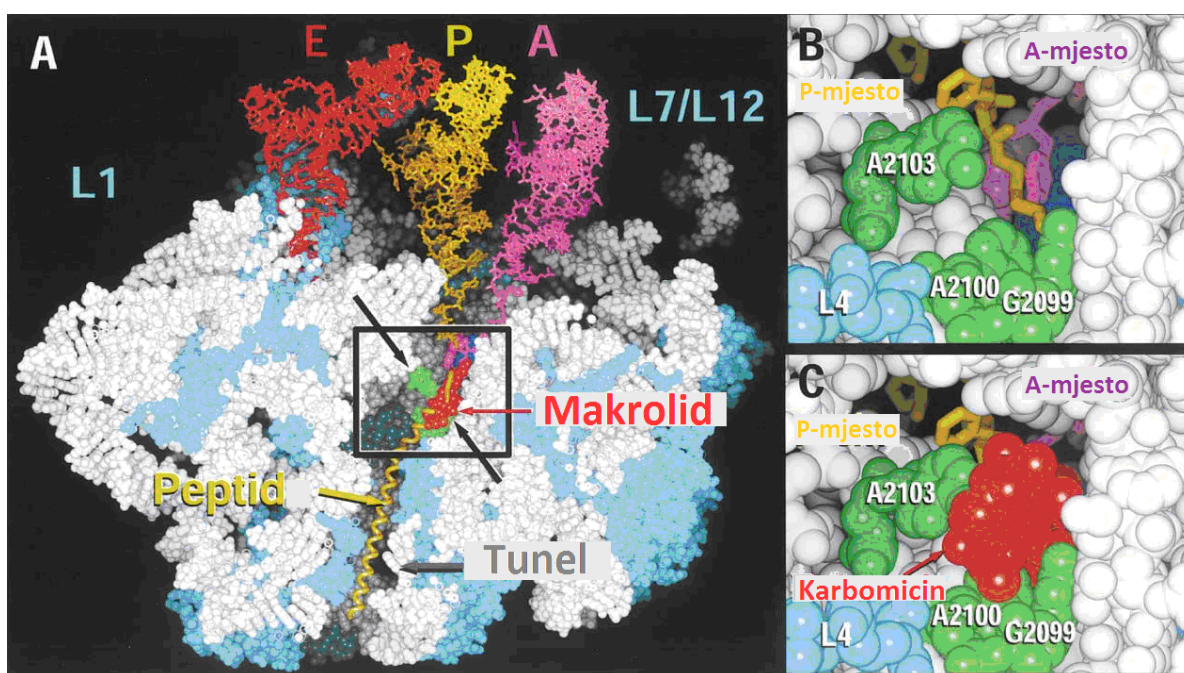 A
E P A
L7/L12
L1
Makrolid
Peptid
Tunel
B
A-mjesto
P-mjesto
A2103
A2100
G2099
L4
C
A-mjesto
P-mjesto
A2103
Karbomicin
A2100
G2099
L4